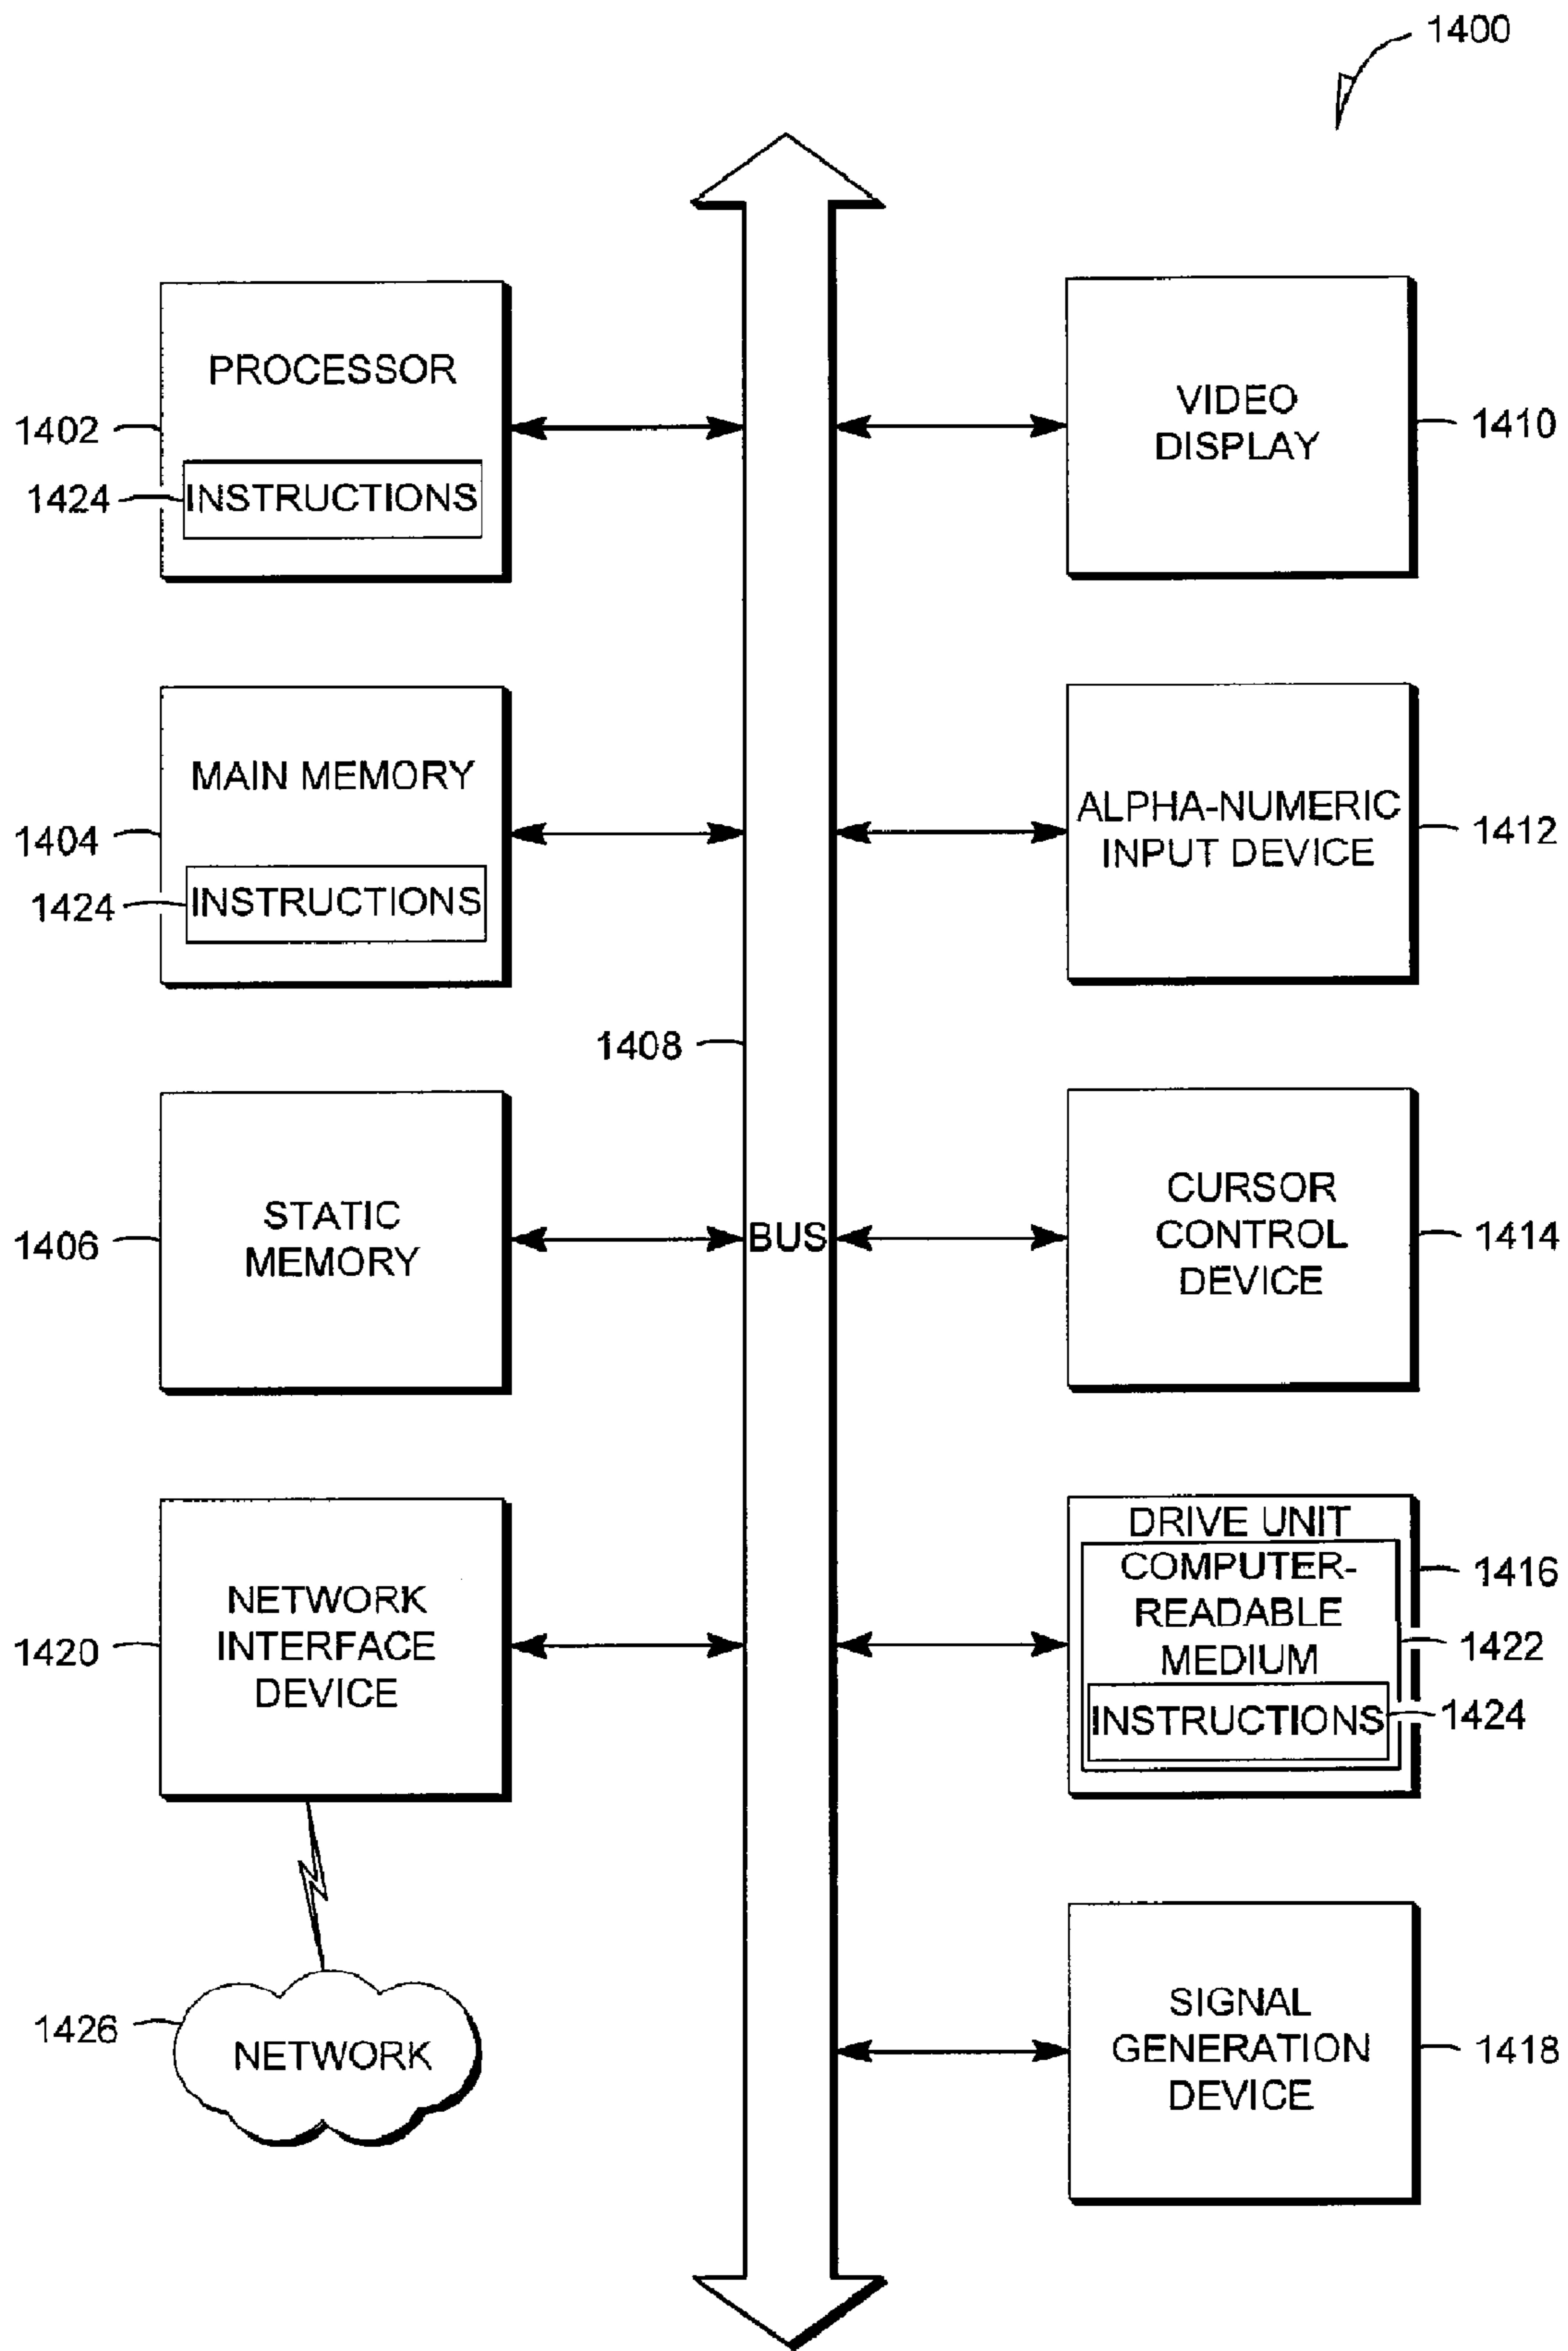 1400
PROCESSOR
1402
1424
INSTRUCTIONS
VIDEO
DISPLAY
1410
MAIN MEMORY
1404
1424
INSTRUCTIONS
ALPHA-NUMERIC
INPUT DEVICE
1412
1408
STATIC
MEMORY
1406
BUS
CURSOR
CONTROL
DEVICE
1414
NETWORK
INTERFACE
DEVICE
1420
DRIVE UNIT
1416
COMPUTER-
READABLE
MEDIUM
1422
INSTRUCTIONS
1424
1426
NETWORK
SIGNAL
GENERATION
DEVICE
1418